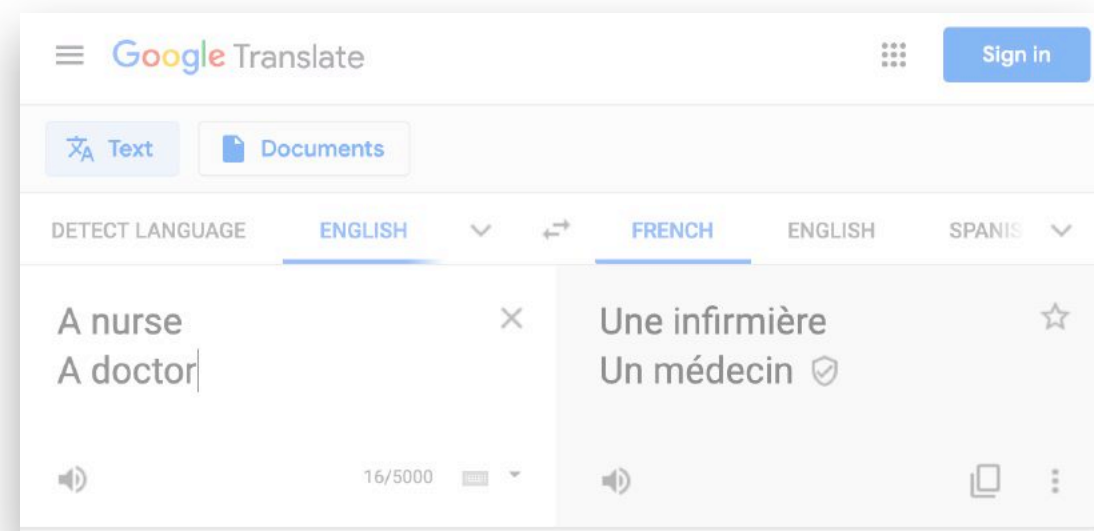 Google Translate
Sign in
Text
Documents
DETECT LANGUAGE ENGLISH FRENCH ENGLISH SPANIS
A nurse
A doctor
Une infirmière
Un médecin
16/5000